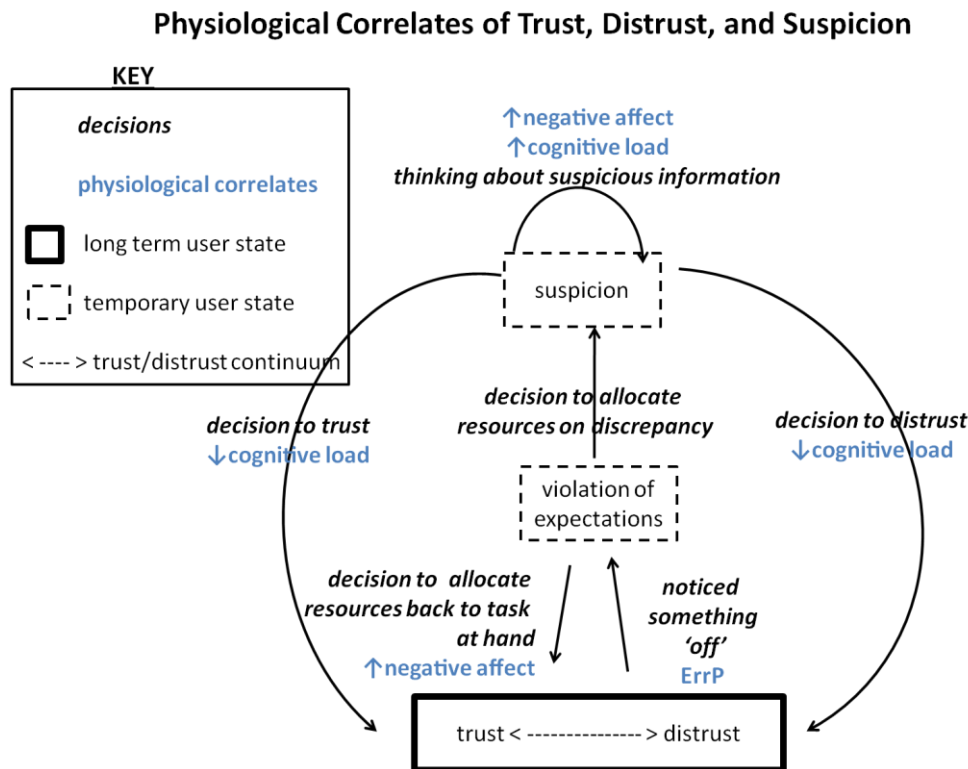 Physiological Correlates of Trust, Distrust, and Suspicion
KEY
decisions
physiological correlates
long term user state
temporary user state
< ---- > trust/distrust continuum
↑negative affect
↑cognitive load
thinking about suspicious information
suspicion
decision to trust
↓cognitive load
decision to allocate
resources on discrepancy
decision to distrust
↓cognitive load
violation of
expectations
decision to allocate
resources back to task
at hand
↑negative affect
noticed
something
‘off’
ErrP
trust < --------------- > distrust